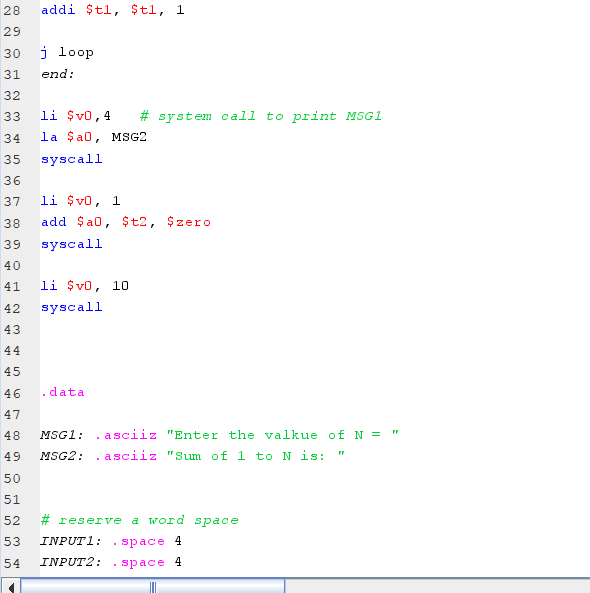 28 addi $t1, $t1, 1
29
30 j loop
31 end:
32
33 li $v0,4 # system call to print MSG1
34 la $a0, MSG2
35 syscall
36
37 li $v0, 1
38 add $a0, $t2, $zero
39 syscall
40
41 li $v0, 10
42 syscall
43
44
45
46 .data
47
48 MSG1: .asciiz "Enter the valkue of N = "
49 MSG2: .asciiz "Sum of 1 to N is: "
50
51
52 # reserve a word space
53 INPUT1: .space 4
54 INPUT2: .space 4